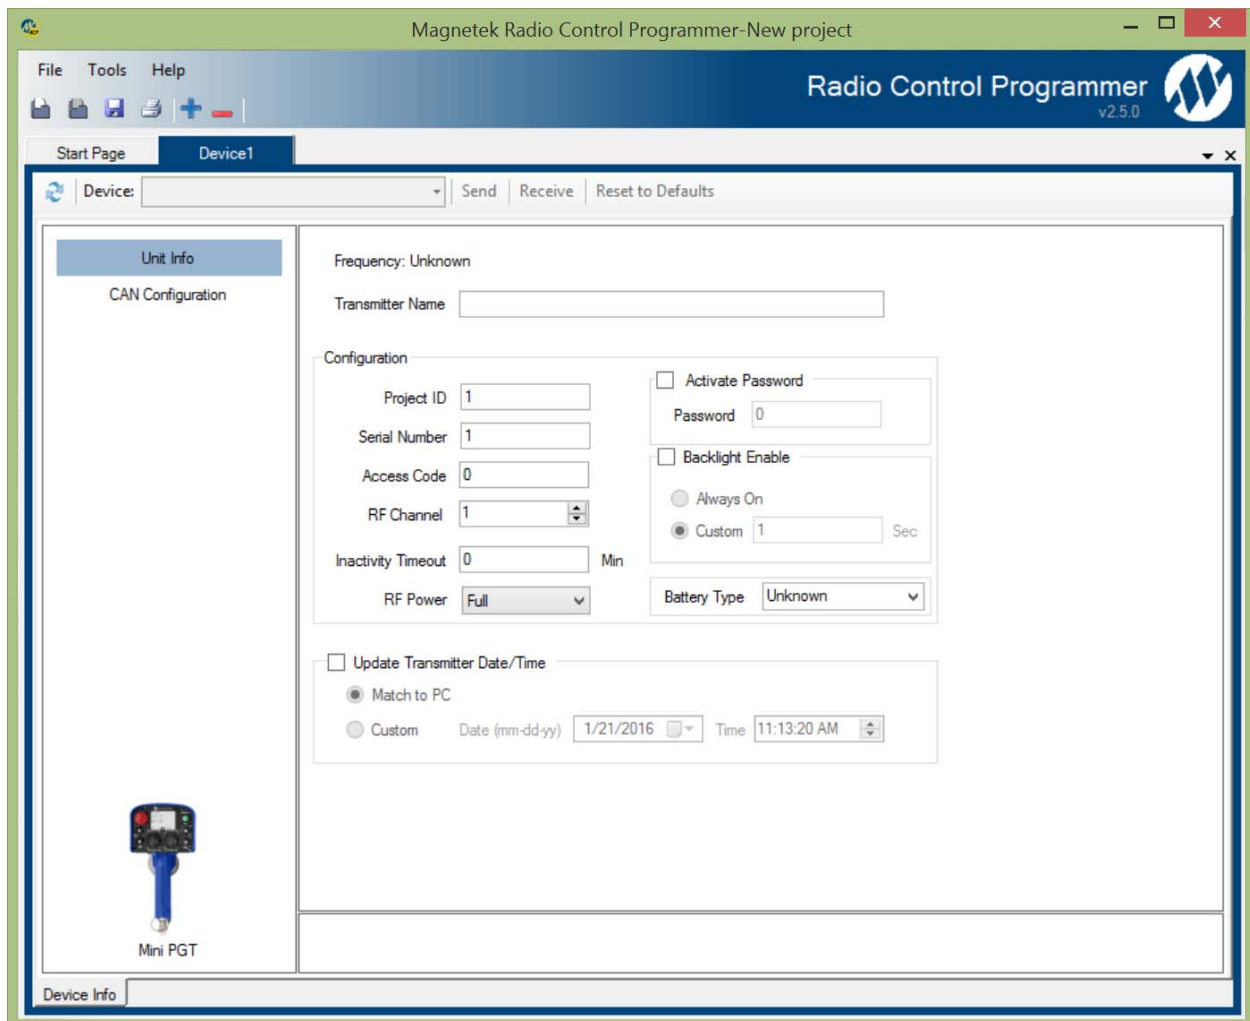 Magnetek Radio Control Programmer-New project
File Tools Help
Radio Control Programmer
v2.5.0
Start Page Device1
Device: Send Receive Reset to Defaults
Unit Info
CAN Configuration
Frequency: Unknown
Transmitter Name
Configuration
Project ID 1
Serial Number 1
Access Code 0
RF Channel 1
Inactivity Timeout 0 Min
RF Power Full
Activate Password
Password 0
Backlight Enable
Always On
Custom 1 Sec
Battery Type Unknown
Update Transmitter Date/Time
Match to PC
Custom Date (mm-dd-yy) 1/21/2016 Time 11:13:20 AM
Mini PGT
Device Info